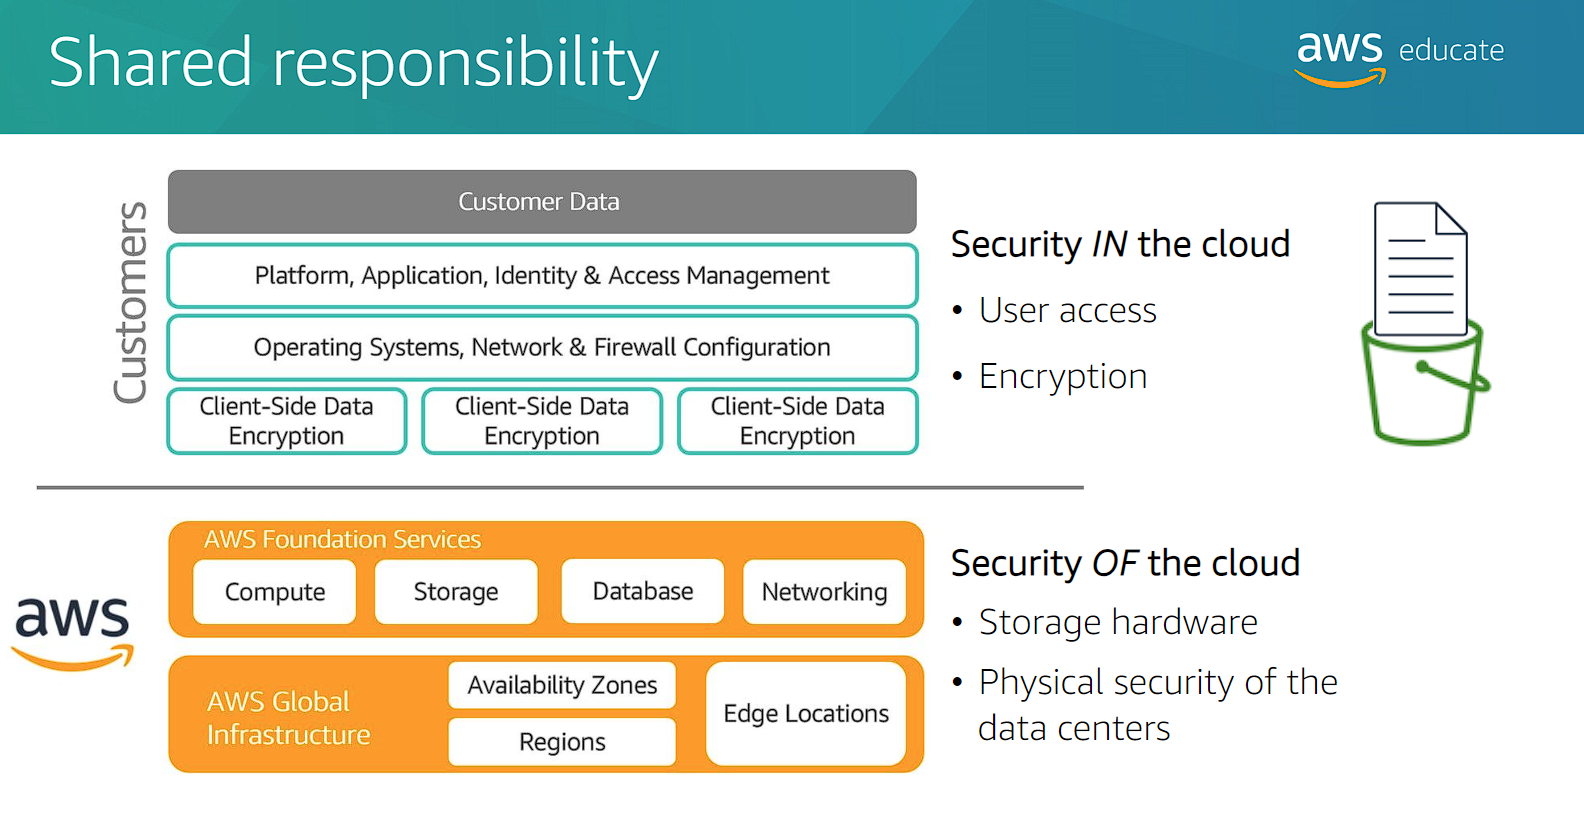 Shared responsibility
aws educate
Customers
Customer Data
Platform, Application, Identity & Access Management
Operating Systems, Network & Firewall Configuration
Client-Side Data
Encryption
Client-Side Data
Encryption
Client-Side Data
Encryption
Security IN the cloud
• User access
• Encryption
aws
AWS Foundation Services
Compute
Storage
Database
Networking
AWS Global
Infrastructure
Availability Zones
Regions
Edge Locations
Security OF the cloud
• Storage hardware
• Physical security of the
data centers